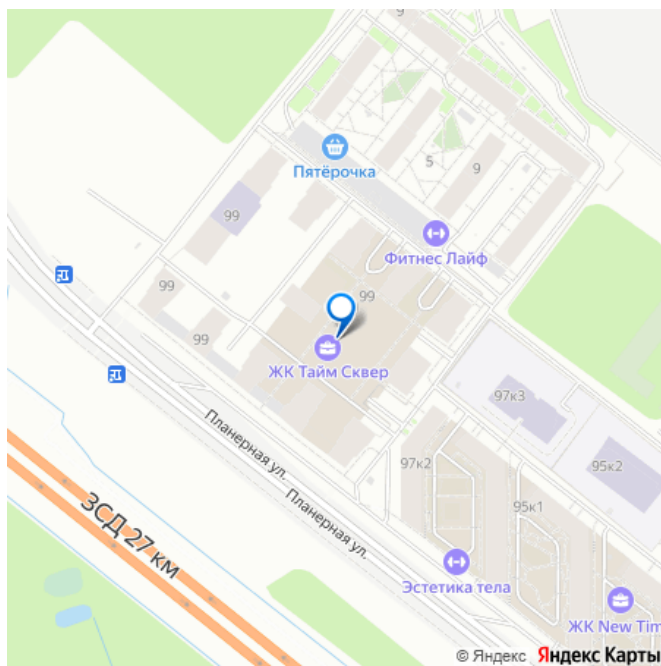 9
Пятёрочка
5
9
99
Фитнес Лайф
99
99
99
ЖК Тайм Сквер
97к3
Планерная ул.
97к2
95к2
Планерная ул.
95к1
ЗСД 27 км
Эстетика тела
ЖК New Tim
© Яндекс Яндекс Карты